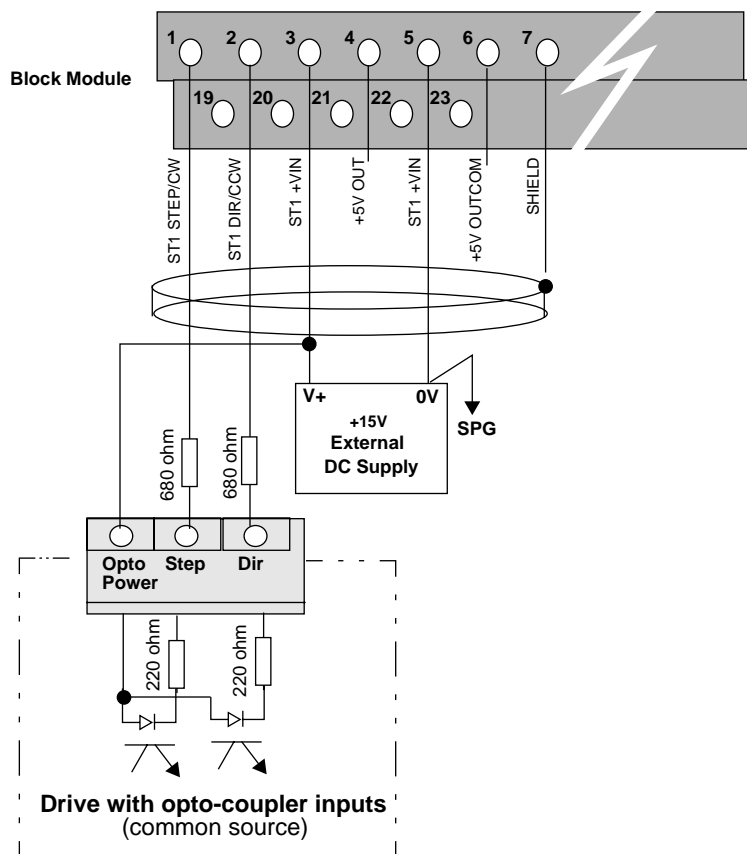 1 2 3 4 5 6 7
Block Module
19 20 21 22 23
ST1 STEP/CW
ST1 DIR/CCW
ST1 +VIN
+5V OUT
ST1 +VIN
+5V OUTCOM
SHIELD
V+ 0V
+15V
External
DC Supply
SPG
680 ohm
680 ohm
Opto
Power
Step
Dir
220 ohm
220 ohm
Drive with opto-coupler inputs
(common source)